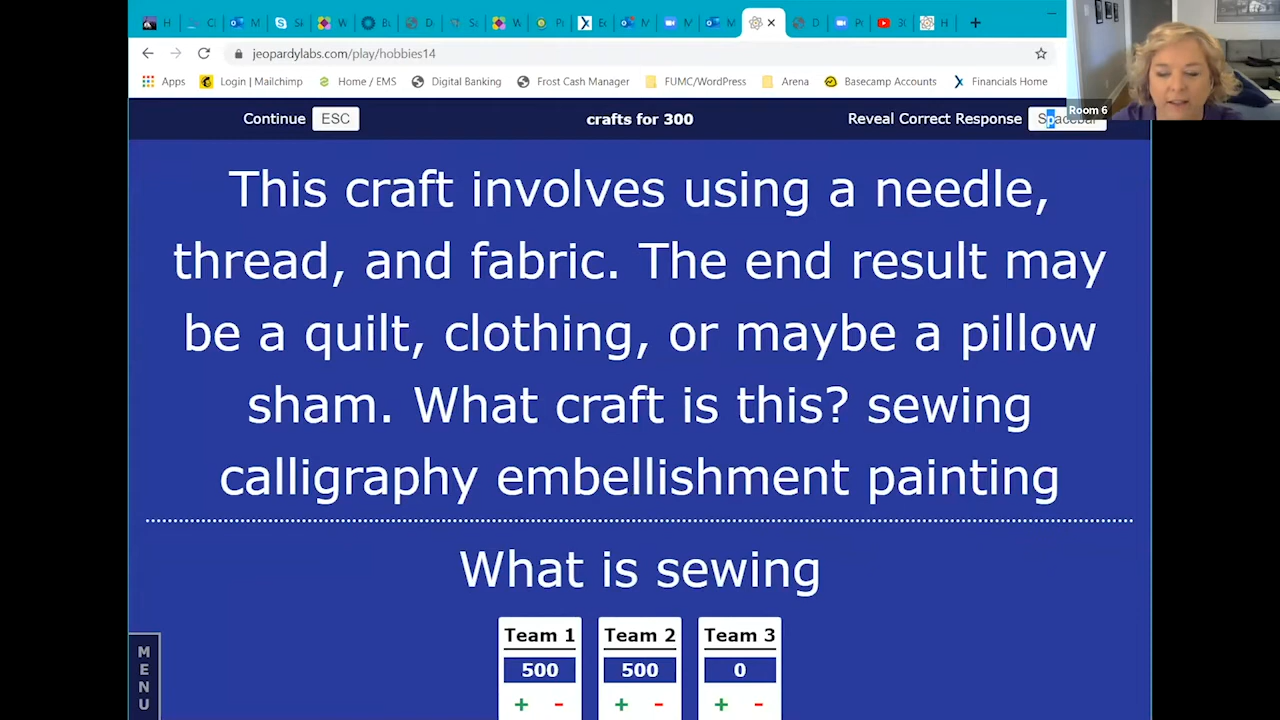 H
M
S
W
B
D
S
W
P
E
M
M
M
D
P
H
jeopardylabs.com/play/hobbies14
Apps Login | Mailchimp Home / EMS Digital Banking Frost Cash Manager FUMC/WordPress Arena Basecamp Accounts Financials Home
Room 6
Continue ESC crafts for 300 Reveal Correct Response Spacebar
This craft involves using a needle,
thread, and fabric. The end result may
be a quilt, clothing, or maybe a pillow
sham. What craft is this? sewing
calligraphy embellishment painting
What is sewing
Team 1 Team 2 Team 3
500 500 0
+ - + - + -
MENU